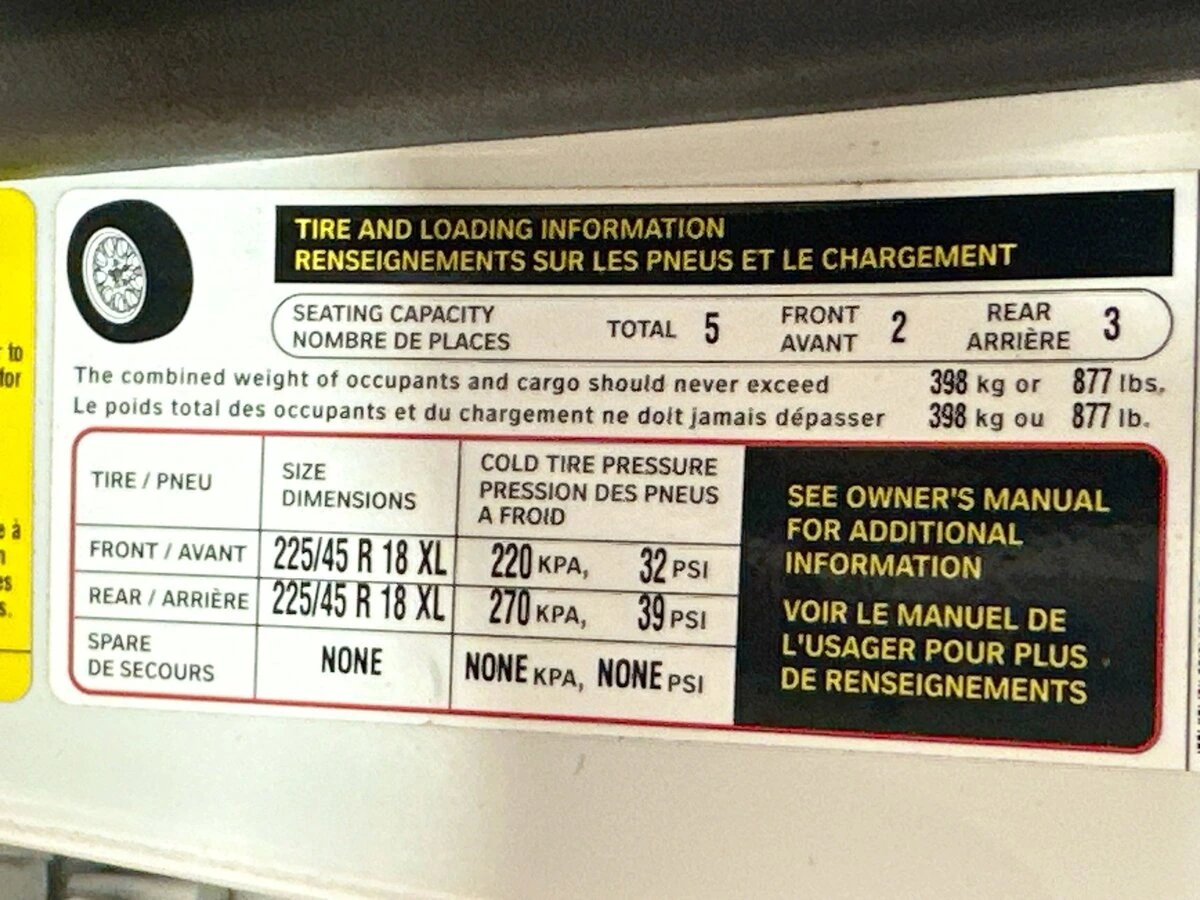 TIRE AND LOADING INFORMATION
RENSEIGNEMENTS SUR LES PNEUS ET LE CHARGEMENT
SEATING CAPACITY
NOMBRE DE PLACES
TOTAL 5
FRONT
AVANT
2
REAR
ARRIÈRE
3
The combined weight of occupants and cargo should never exceed 398 kg or 877 lbs.
Le poids total des occupants et du chargement ne doit jamais dépasser 398 kg ou 877 lb.
TIRE / PNEU
SIZE
DIMENSIONS
COLD TIRE PRESSURE
PRESSION DES PNEUS
A FROID
FRONT / AVANT 225/45 R 18 XL 220 KPA, 32 PSI
REAR / ARRIÈRE 225/45 R 18 XL 270 KPA, 39 PSI
SPARE
DE SECOURS
NONE NONE KPA, NONE PSI
SEE OWNER'S MANUAL
FOR ADDITIONAL
INFORMATION
VOIR LE MANUEL DE
L'USAGER POUR PLUS
DE RENSEIGNEMENTS
to
for
à